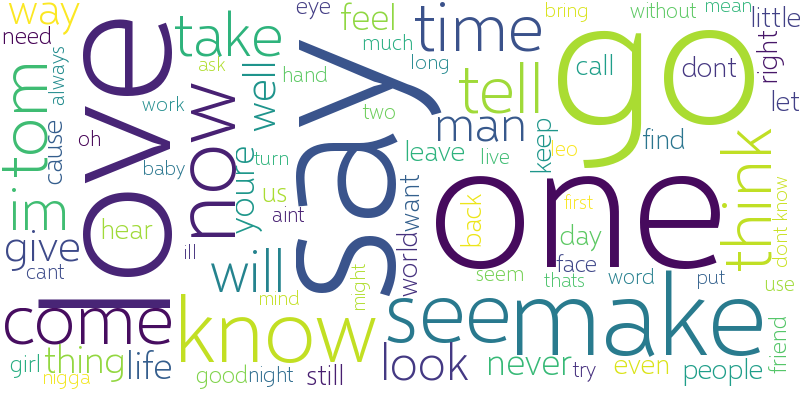 way
need
tom
cause
always
love
oh
work
baby
take
now
well
ask
hand
eye
feel
much
long
two
say
time
tell
man
leave
live
keep
leo
go
call
dont
without
bring
mean
little
right
let
find
think
one
im
give
cant
hear
ill
youre
turn
us
aint
will
mind
might
world
want
back
seem
first
day
face
thats
word
put
dont know
use
come
know
see
make
girl
thing
nigga
life
good
night
still
look
never
try
even
people
friend